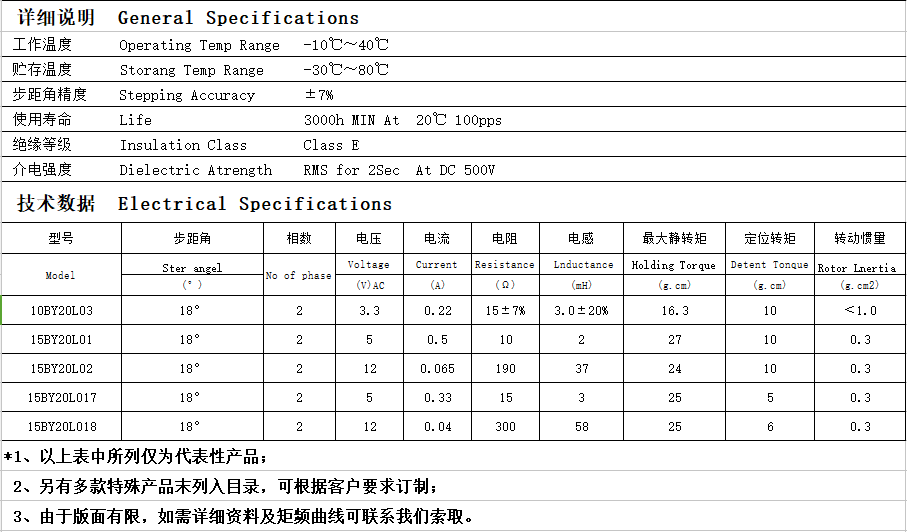 详细说明 General Specifications
工作温度 Operating Temp Range -10℃～40℃
贮存温度 Storang Temp Range -30℃～80℃
步距角精度 Stepping Accuracy ±7%
使用寿命 Life 3000h MIN At 20℃ 100pps
绝缘等级 Insulation Class Class E
介电强度 Dielectric Atrength RMS for 2Sec At DC 500V
技术数据 Electrical Specifications
型号 步距角 相数 电压 电流 电阻 电感 最大静转矩 定位转矩 转动惯量
Model Ster angel No of phase Voltage Current Resistance Lnductance Holding Torque Detent Tonque Rotor Lnertia
(°) (V)AC (A) (Ω) (mH) (g.cm) (g.cm) (g.cm2)
10BY20L03 18° 2 3.3 0.22 15±7% 3.0±20% 16.3 10 ＜1.0
15BY20L01 18° 2 5 0.5 10 2 27 10 0.3
15BY20L02 18° 2 12 0.065 190 37 24 10 0.3
15BY20L017 18° 2 5 0.33 15 3 25 5 0.3
15BY20L018 18° 2 12 0.04 300 58 25 6 0.3
*1、以上表中所列仅为代表性产品；
2、另有多款特殊产品末列入目录，可根据客户要求订制；
3、由于版面有限，如需详细资料及矩频曲线可联系我们索取。